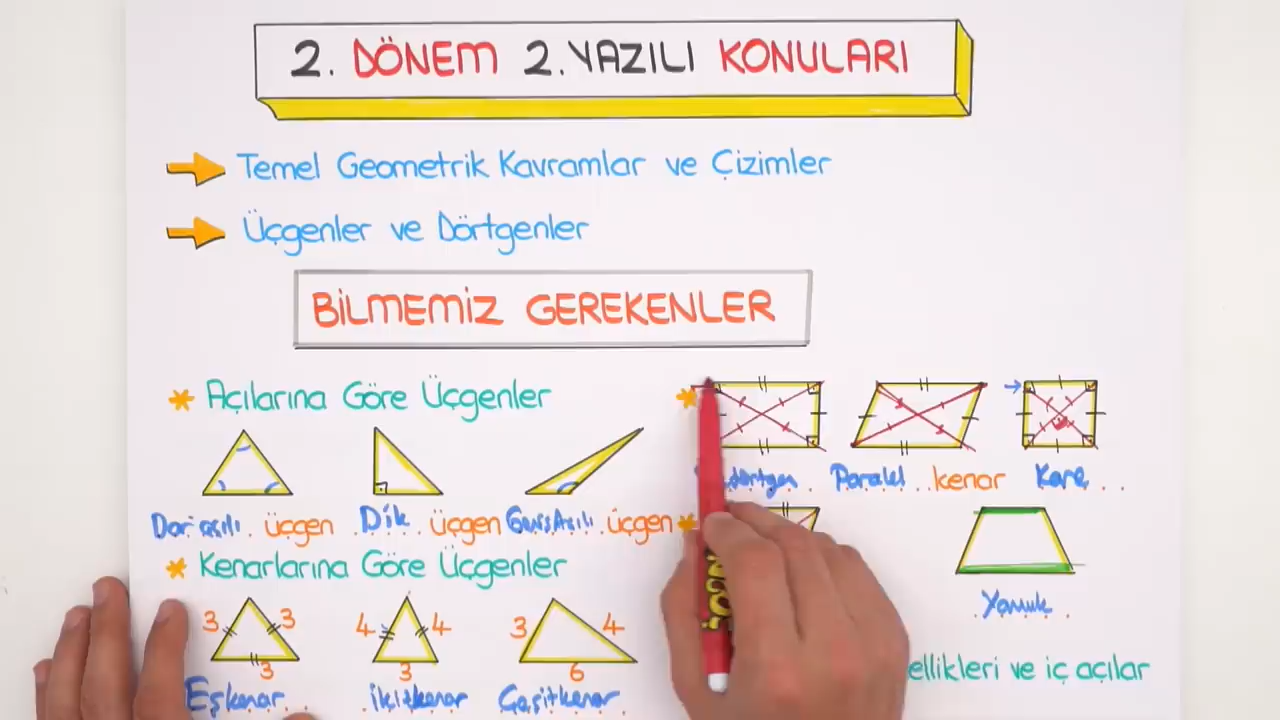 2. DÖNEM 2. YAZILI KONULARI
Temel Geometrik Kavramlar ve Çizimler
Üçgenler ve Dörtgenler
BİLMEMİZ GEREKENLER
* Açılarına Göre Üçgenler
Dar açılı üçgen Dik üçgen Geniş Açılı üçgen
* Kenarlarına Göre Üçgenler
3 3 3
4 4 3
3 4 6
Eşkenar İkizkenar Çeşitkenar
*
Paralel kenar Kare
*
Yamuk
ellikleri ve iç açılar